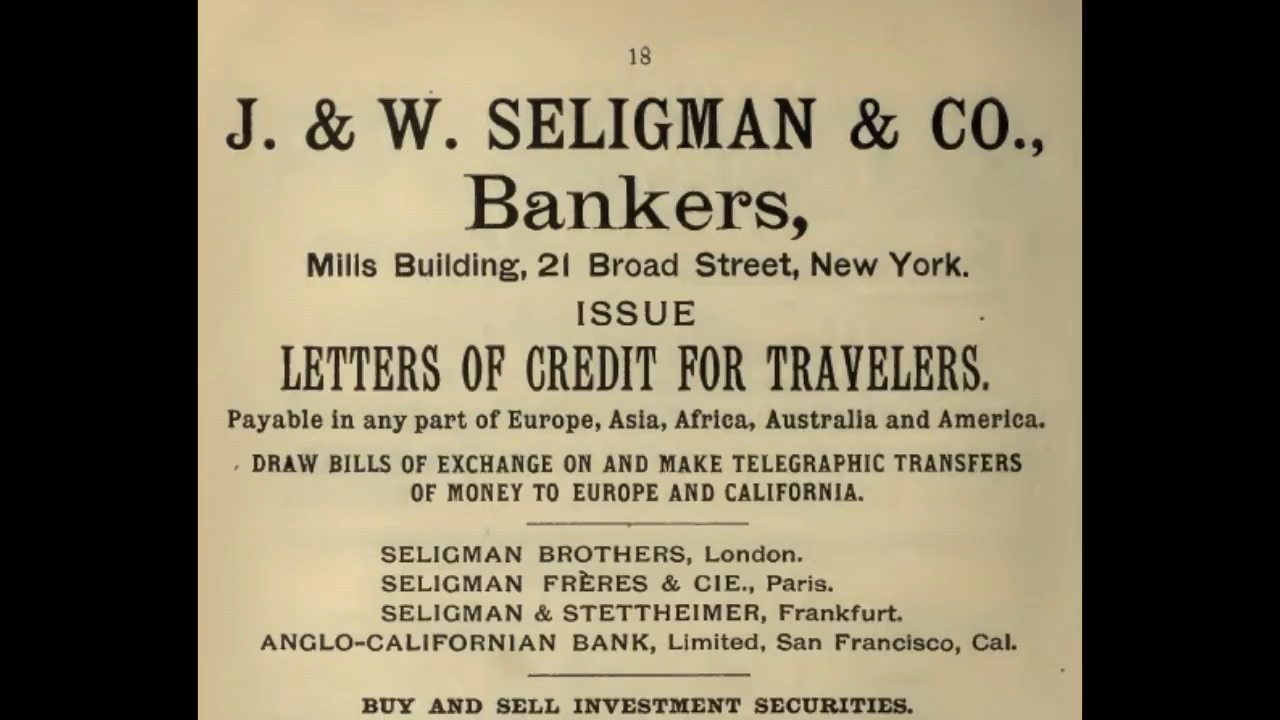 18
J. & W. SELIGMAN & CO.,
Bankers,
Mills Building, 21 Broad Street, New York.
ISSUE
LETTERS OF CREDIT FOR TRAVELERS.
Payable in any part of Europe, Asia, Africa, Australia and America.
DRAW BILLS OF EXCHANGE ON AND MAKE TELEGRAPHIC TRANSFERS
OF MONEY TO EUROPE AND CALIFORNIA.
SELIGMAN BROTHERS, London.
SELIGMAN FRÈRES & CIE., Paris.
SELIGMAN & STETTHEIMER, Frankfurt.
ANGLO-CALIFORNIAN BANK, Limited, San Francisco, Cal.
BUY AND SELL INVESTMENT SECURITIES.